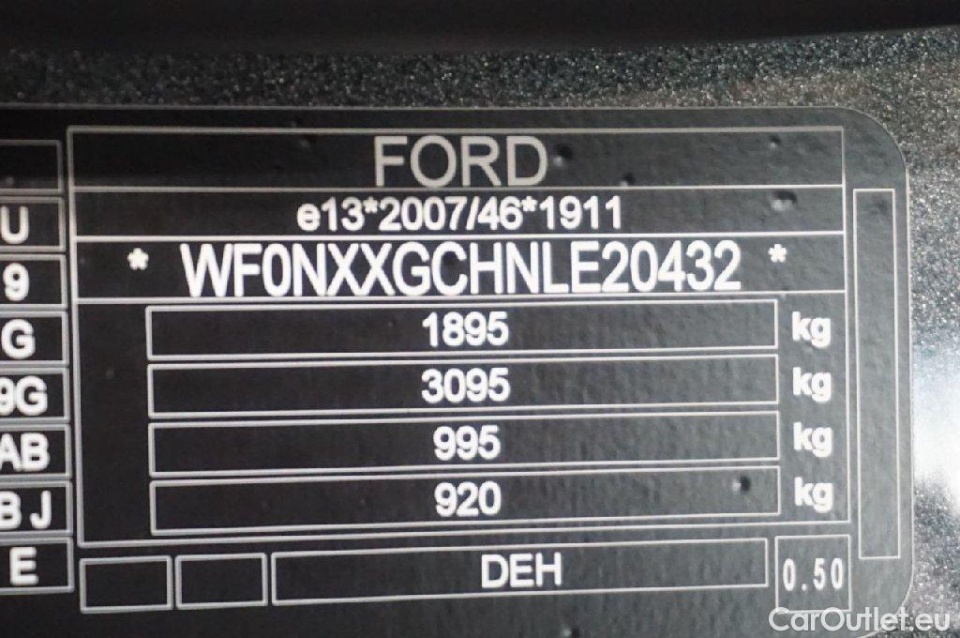 FORD
e13*2007/46*1911
* WF0NXXGCHNLE20432 *
1895 kg
3095 kg
995 kg
920 kg
DEH
0.50
U
9
G
9G
AB
BJ
E
CarOutlet.eu